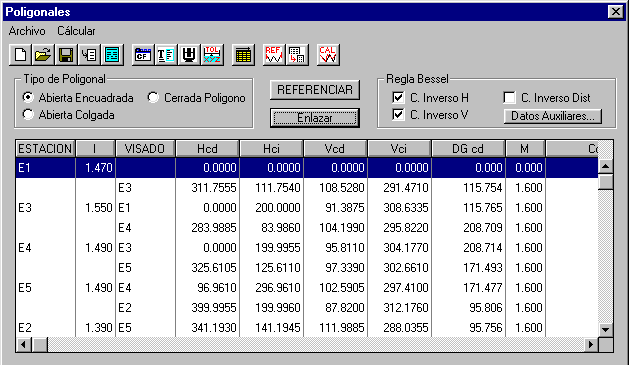 Poligonales
Archivo Cálcular
CF TE TOL REF CAL
Tipo de Poligonal
Abierta Encuadrada Cerrada Poligono
Abierta Colgada
REFERENCIAR
Enlazar
Regla Bessel
C. Inverso H C. Inverso Dist
C. Inverso V Datos Auxiliares...
ESTACION I VISADO Hcd Hci Vcd Vci DG cd M Co
E1 1.470 0.0000 0.0000 0.0000 0.0000 0.000 0.000
E3 311.7555 111.7540 108.5280 291.4710 115.754 1.600
E3 1.550 E1 0.0000 200.0000 91.3875 308.6335 115.765 1.600
E4 283.9885 83.9860 104.1990 295.8220 208.709 1.600
E4 1.490 E3 0.0000 199.9955 95.8110 304.1770 208.714 1.600
E5 325.6105 125.6110 97.3390 302.6610 171.493 1.600
E5 1.490 E4 96.9610 296.9610 102.5905 297.4100 171.477 1.600
E2 399.9955 199.9960 87.8200 312.1760 95.806 1.600
E2 1.390 E5 341.1930 141.1945 111.9885 288.0355 95.756 1.600